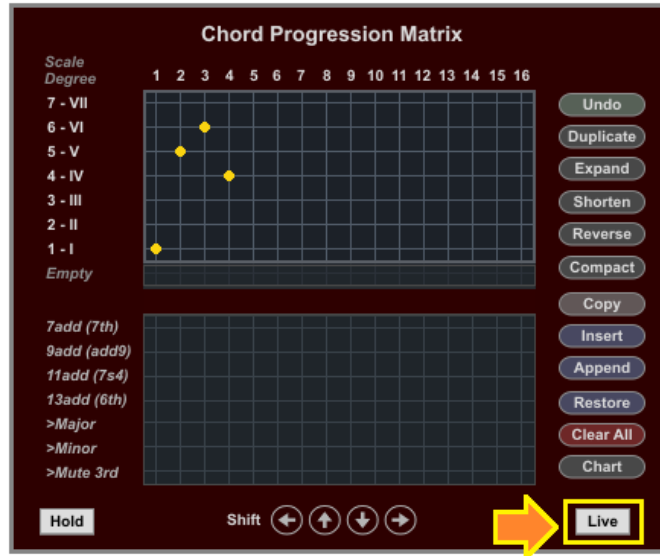 Chord Progression Matrix
Scale
Degree
1 2 3 4 5 6 7 8 9 10 11 12 13 14 15 16
7 - VII
6 - VI
5 - V
4 - IV
3 - III
2 - II
1 - I
Empty
7add (7th)
9add (add9)
11add (7s4)
13add (6th)
>Major
>Minor
>Mute 3rd
Undo
Duplicate
Expand
Shorten
Reverse
Compact
Copy
Insert
Append
Restore
Clear All
Chart
Hold
Shift
Live